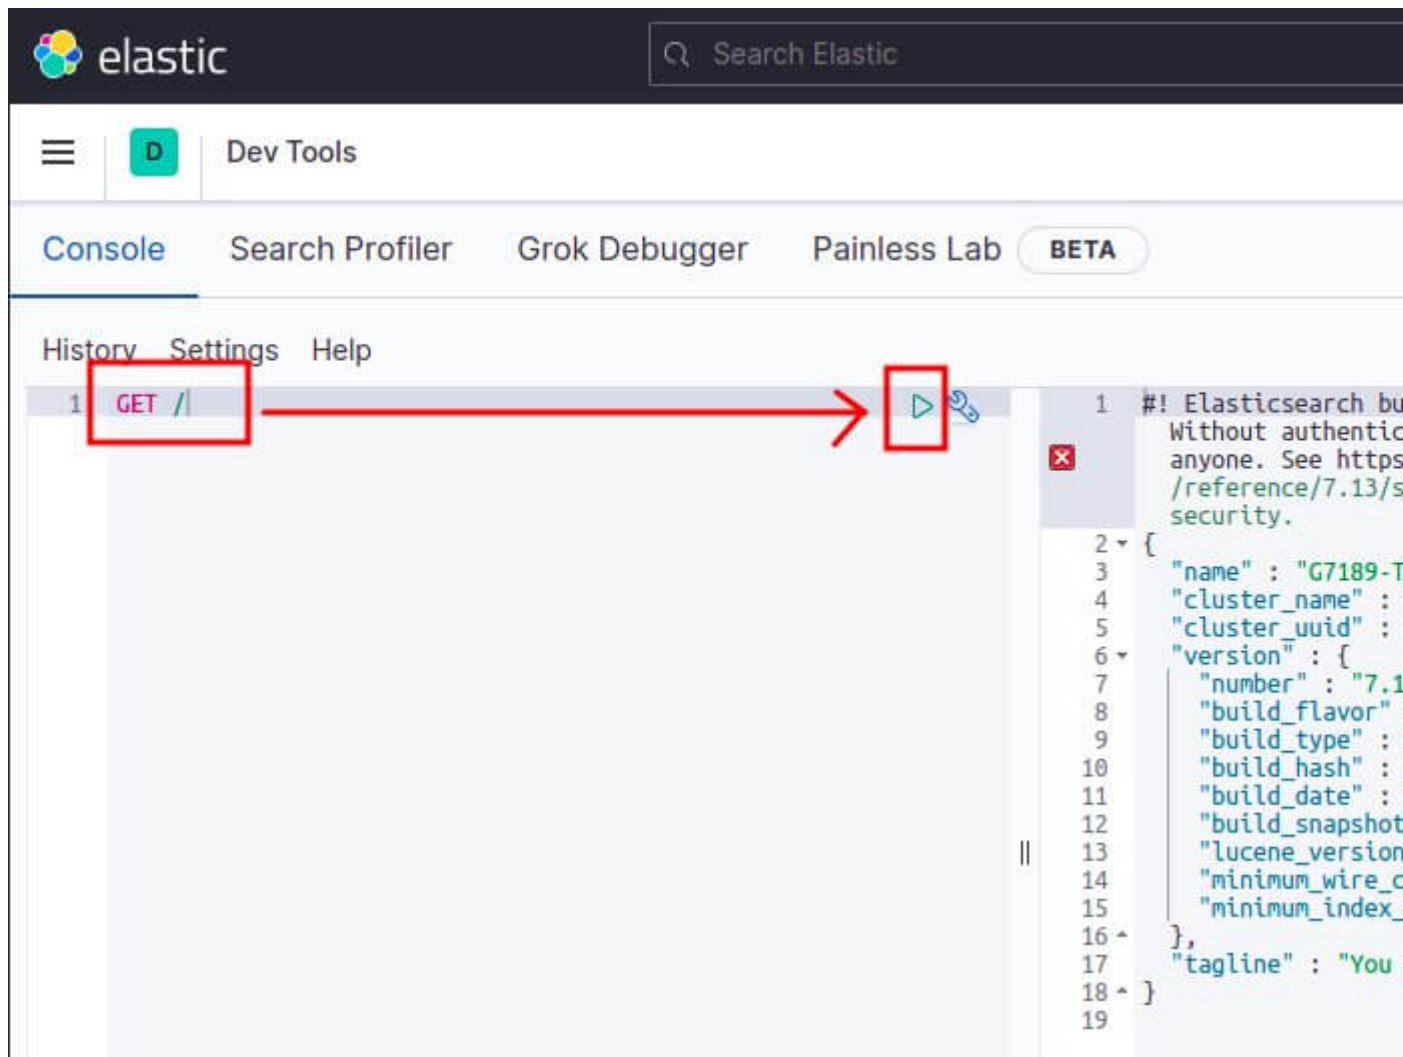 elastic
Search Elastic
D
Dev Tools
Console Search Profiler Grok Debugger Painless Lab BETA
History Settings Help
1 GET /
1 #! Elasticsearch bu
Without authentic
anyone. See https
/reference/7.13/s
security.
2 {
3 "name" : "G7189-T
4 "cluster_name" :
5 "cluster_uuid" :
6 "version" : {
7 "number" : "7.1
8 "build_flavor"
9 "build_type" :
10 "build_hash" :
11 "build_date" :
12 "build_snapshot
13 "lucene_version
14 "minimum_wire_c
15 "minimum_index_
16 },
17 "tagline" : "You
18 }
19